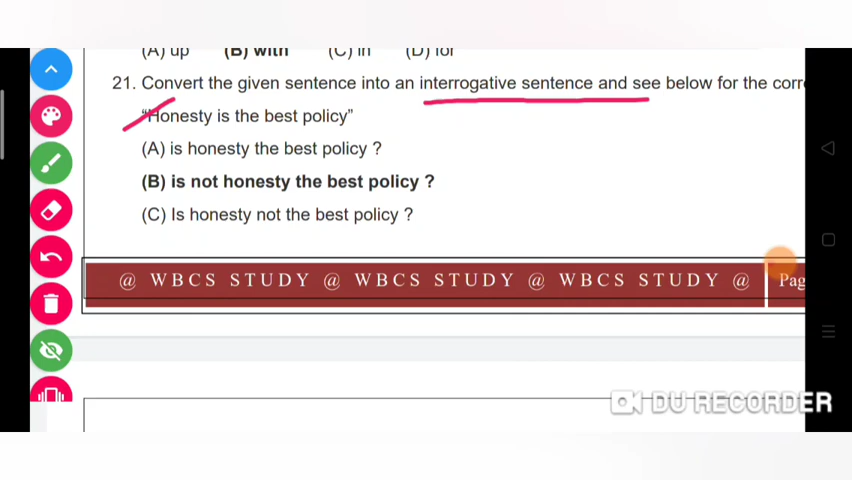 (A) up (B) with (C) in (D) for
21. Convert the given sentence into an interrogative sentence and see below for the
“Honesty is the best policy”
(A) is honesty the best policy ?
(B) is not honesty the best policy ?
(C) Is honesty not the best policy ?
@ WBCS STUDY @ WBCS STUDY @ WBCS STUDY @
DU RECORDER